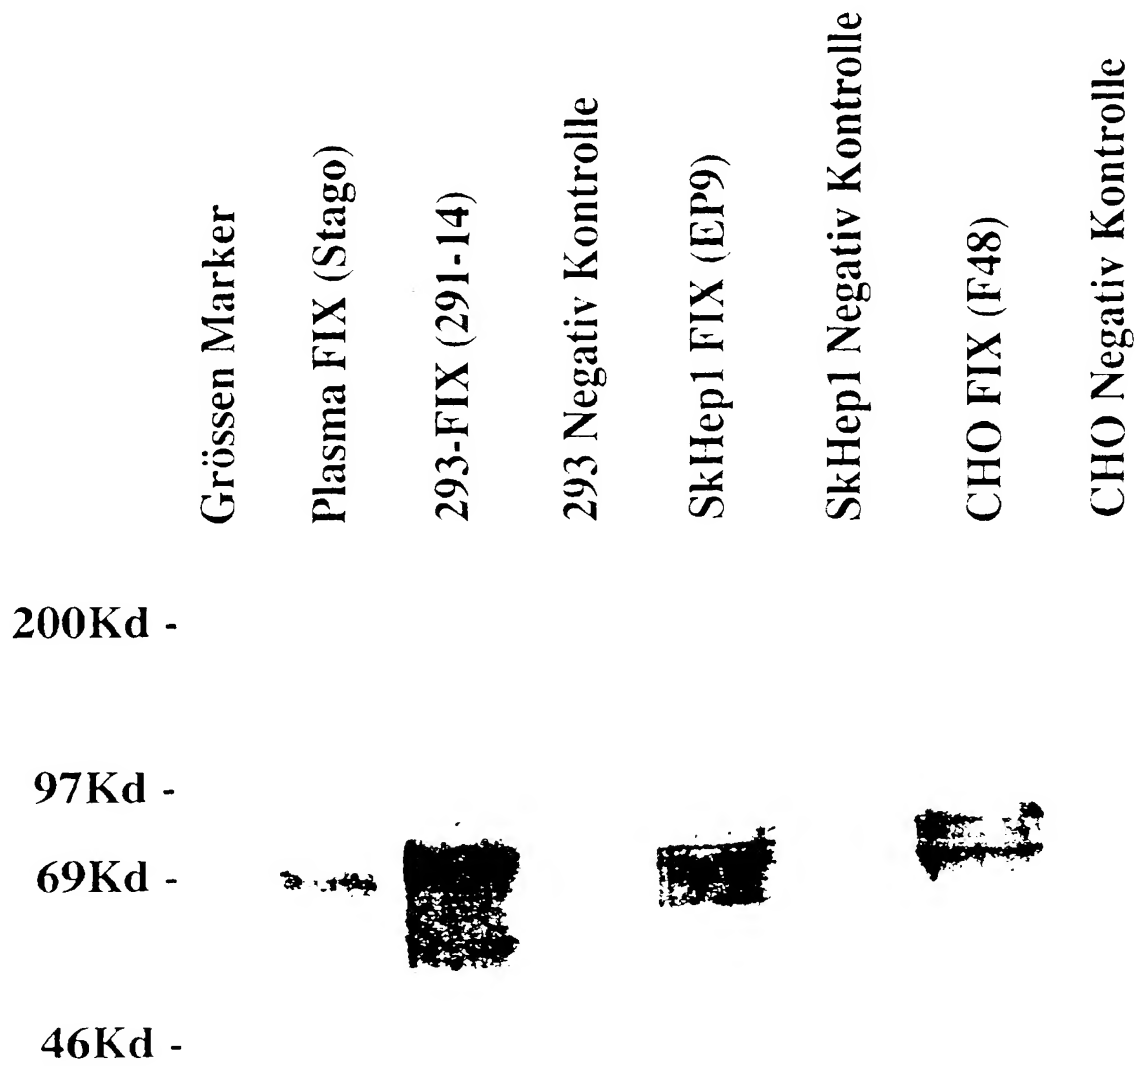 Grössen Marker
Plasma FIX (Stago)
293-FIX (291-14)
293 Negativ Kontrolle
SkHep1 FIX (EP9)
SkHep1 Negativ Kontrolle
CHO FIX (F48)
CHO Negativ Kontrolle
200Kd -
97Kd -
69Kd -
46Kd -